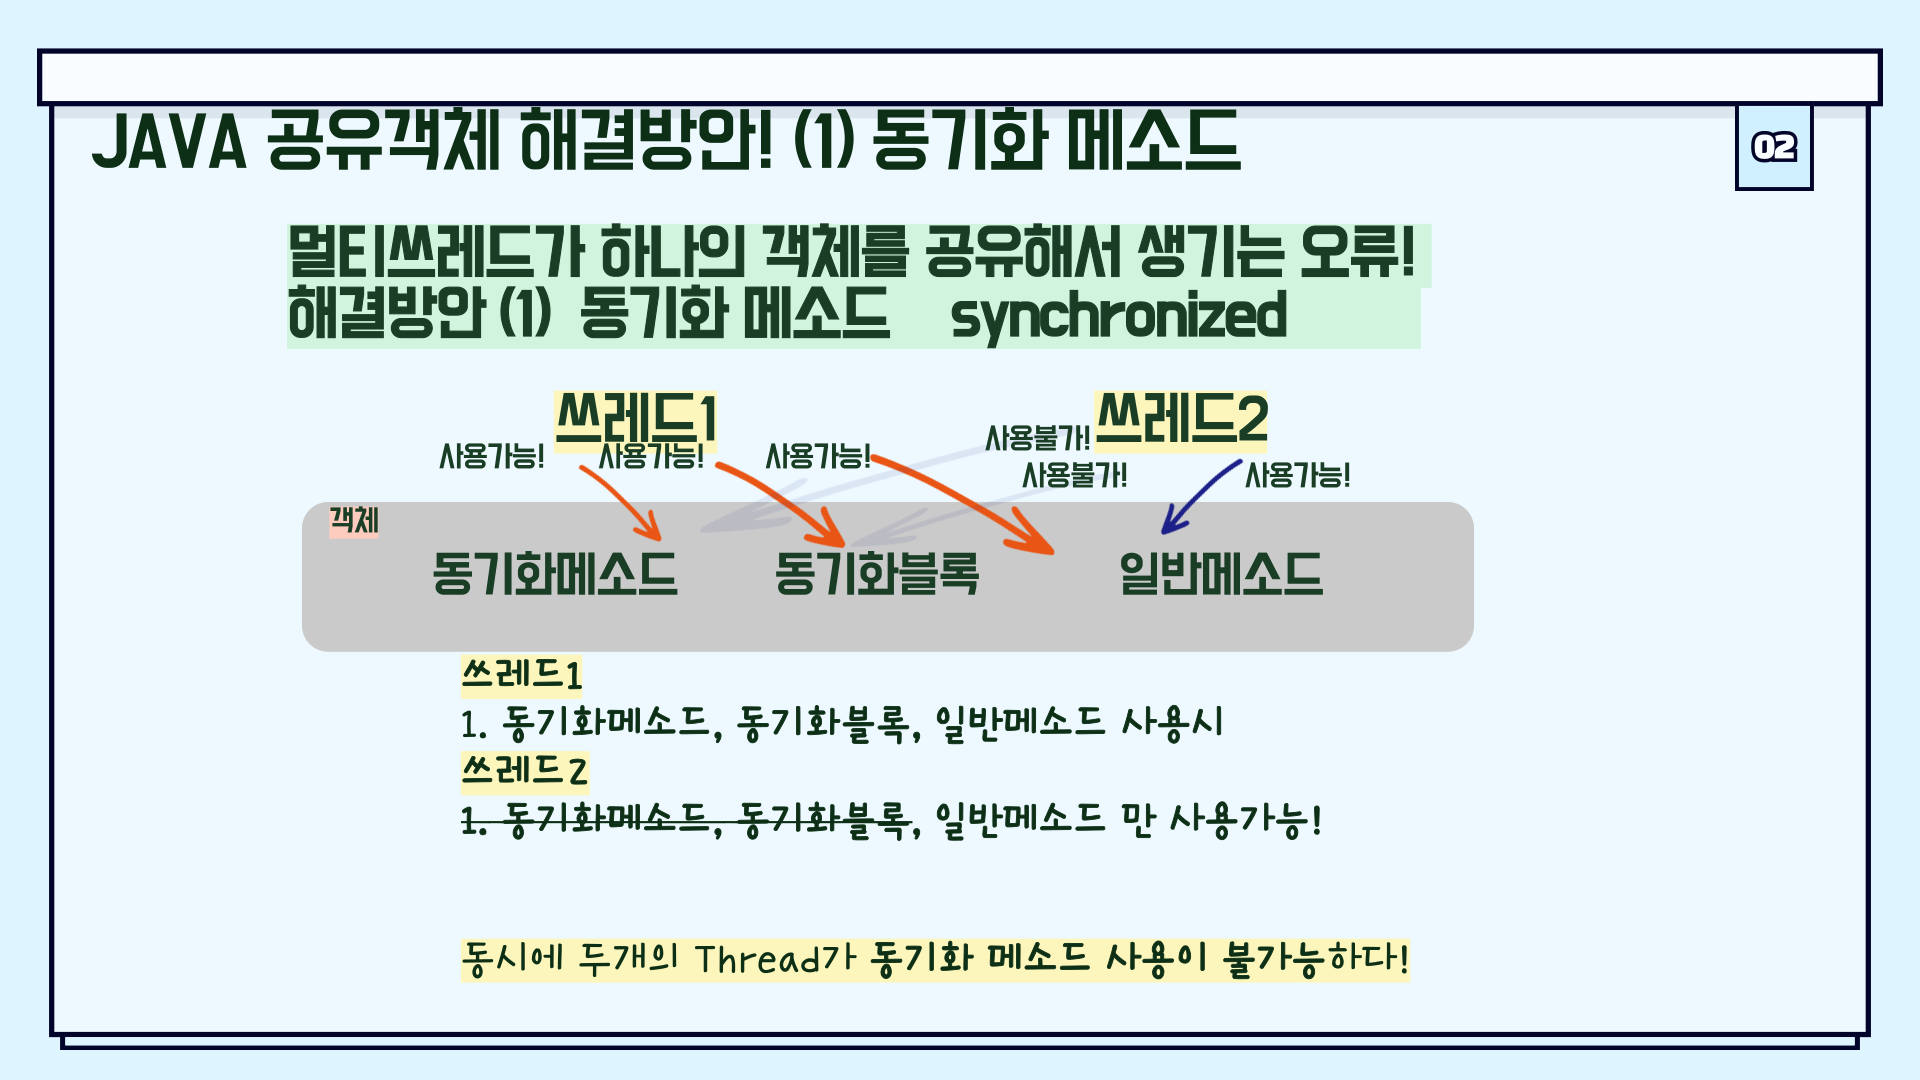 JAVA 공유객체 해결방안! (1) 동기화 메소드
02
멀티쓰레드가 하나의 객체를 공유해서 생기는 오류!
해결방안 (1) 동기화 메소드 synchronized
쓰레드1
쓰레드2
사용가능!
사용가능!
사용가능!
사용불가!
사용불가!
사용가능!
객체
동기화메소드
동기화블록
일반메소드
쓰레드1
1. 동기화메소드, 동기화블록, 일반메소드 사용시
쓰레드2
1. 동기화메소드, 동기화블록, 일반메소드 만 사용가능!
동시에 두개의 Thread가 동기화 메소드 사용이 불가능하다!